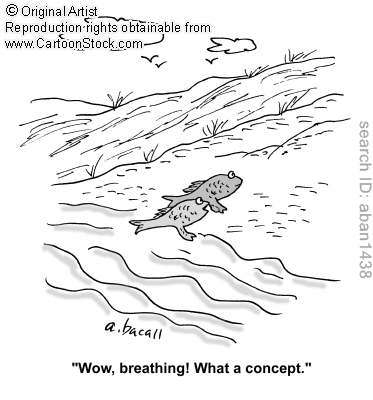 © Original Artist
Reproduction rights obtainable from
www.CartoonStock.com
search ID: aban1438
a.bacall
"Wow, breathing! What a concept."